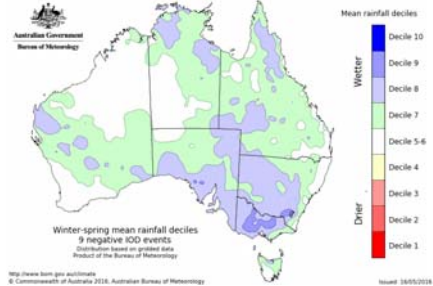 Australian Government
Bureau of Meteorology
Mean rainfall deciles
Wetter
Drier
Decile 10
Decile 9
Decile 8
Decile 7
Decile 5-6
Decile 4
Decile 3
Decile 2
Decile 1
Winter-spring mean rainfall deciles
9 negative IOD events
Distribution based on gridded data
Product of the Bureau of Meteorology
http://www.bom.gov.au/climate
© Commonwealth of Australia 2016, Australian Bureau of Meteorology
Issued: 16/05/2016